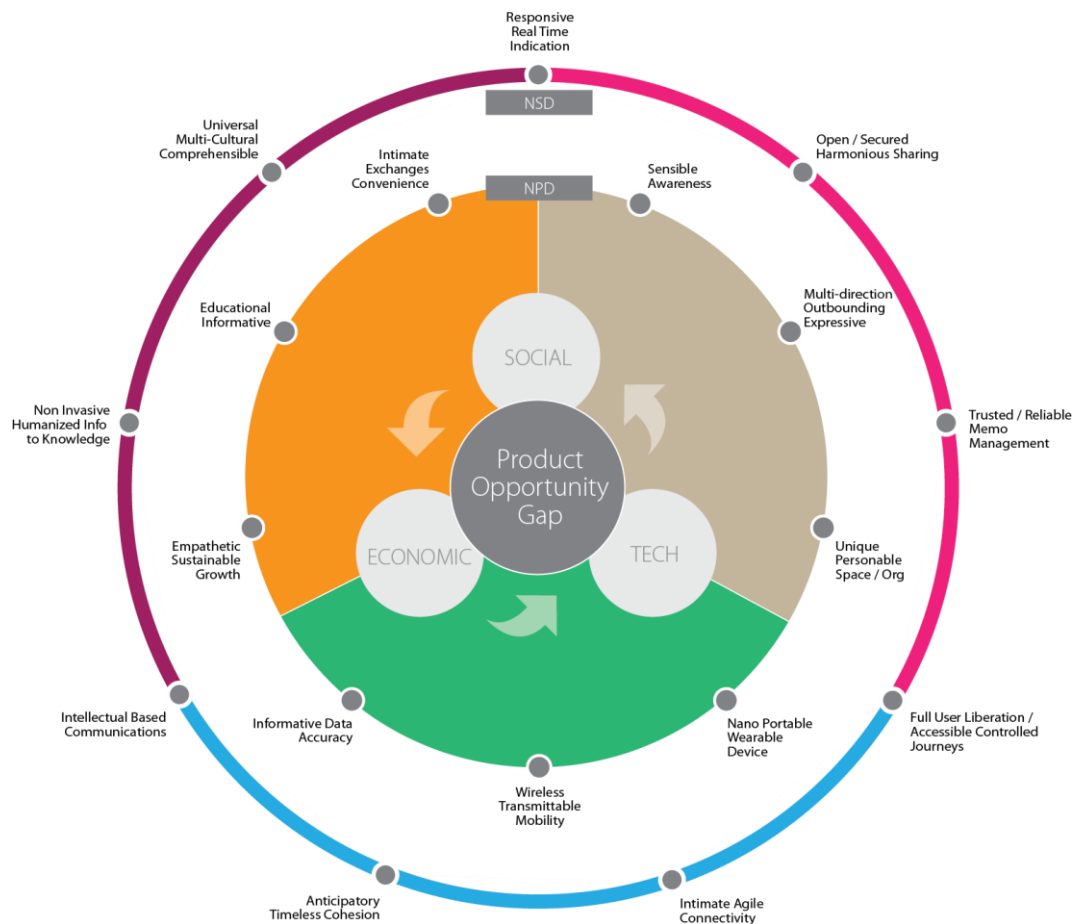 Responsive
Real Time
Indication
NSD
Universal
Multi-Cultural
Comprehensible
Open / Secured
Harmonious Sharing
Intimate
Exchanges
Convenience
NPD
Sensible
Awareness
Educational
Informative
Multi-direction
Outbounding
Expressive
SOCIAL
Non Invasive
Humanized Info
to Knowledge
Trusted / Reliable
Memo
Management
Product
Opportunity
Gap
ECONOMIC
TECH
Empathetic
Sustainable
Growth
Unique
Personable
Space / Org
Intellectual Based
Communications
Informative Data
Accuracy
Nano Portable
Wearable
Device
Full User Liberation /
Accessible Controlled
Journeys
Wireless
Transmittable
Mobility
Anticipatory
Timeless Cohesion
Intimate Agile
Connectivity